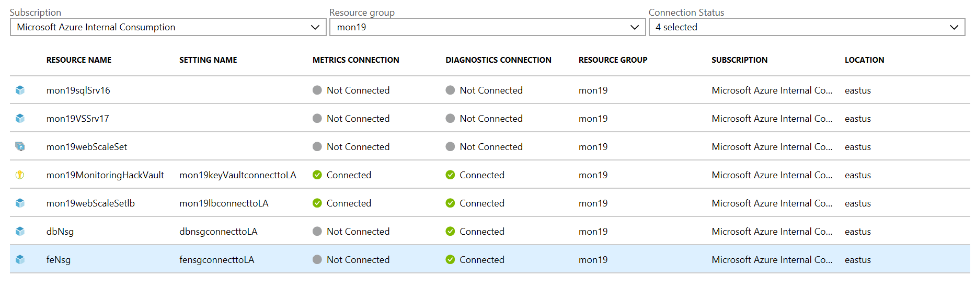 Subscription Resource group Connection Status
Microsoft Azure Internal Consumption mon19 4 selected
RESOURCE NAME SETTING NAME METRICS CONNECTION DIAGNOSTICS CONNECTION RESOURCE GROUP SUBSCRIPTION LOCATION
mon19sqlSrv16 Not Connected Not Connected mon19 Microsoft Azure Internal Co... eastus
mon19VSSrv17 Not Connected Not Connected mon19 Microsoft Azure Internal Co... eastus
mon19webScaleSet Not Connected Not Connected mon19 Microsoft Azure Internal Co... eastus
mon19MonitoringHackVault mon19keyVaultconnecttoLA Connected Connected mon19 Microsoft Azure Internal Co... eastus
mon19webScaleSetlb mon19lbconnecttoLA Connected Connected mon19 Microsoft Azure Internal Co... eastus
dbNsg dbnsgconnecttoLA Not Connected Connected mon19 Microsoft Azure Internal Co... eastus
feNsg fensgconnecttoLA Not Connected Connected mon19 Microsoft Azure Internal Co... eastus